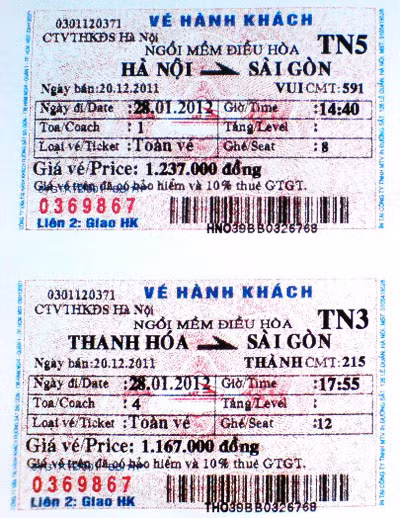 0301120371 VÉ HÀNH KHÁCH
CTVTHKĐS Hà Nội
NGỒI MỀM ĐIỀU HÒA TN5
HÀ NỘI SÀI GÒN
Ngày bán:20.12.2011 VUI CMT:591
Ngày đi/Date :28.01.2012 Giờ/Time :14:40
Toa/Coach : 1 Tầng/Level :
Loại vé/Ticket : Toàn vé Ghế/Seat : 8
Giá vé/Price: 1.237.000 đồng
Giá vé trên đã có bảo hiểm và 10% thuế GTGT.
0369867
Liên 2: Giao HK
HNO39BB0326768
0301120371 VÉ HÀNH KHÁCH
CTVTHKĐS Hà Nội
NGỒI MỀM ĐIỀU HÒA TN3
THANH HÓA SÀI GÒN
Ngày bán:20.12.2011 THÀNH CMT:215
Ngày đi/Date :28.01.2012 Giờ/Time :17:55
Toa/Coach : 4 Tầng/Level :
Loại vé/Ticket :Toàn vé Ghế/Seat :12
Giá vé/Price: 1.167.000 đồng
Giá vé trên đã có bảo hiểm và 10% thuế GTGT.
0369867
Liên 2: Giao HK
THO39BB0326768